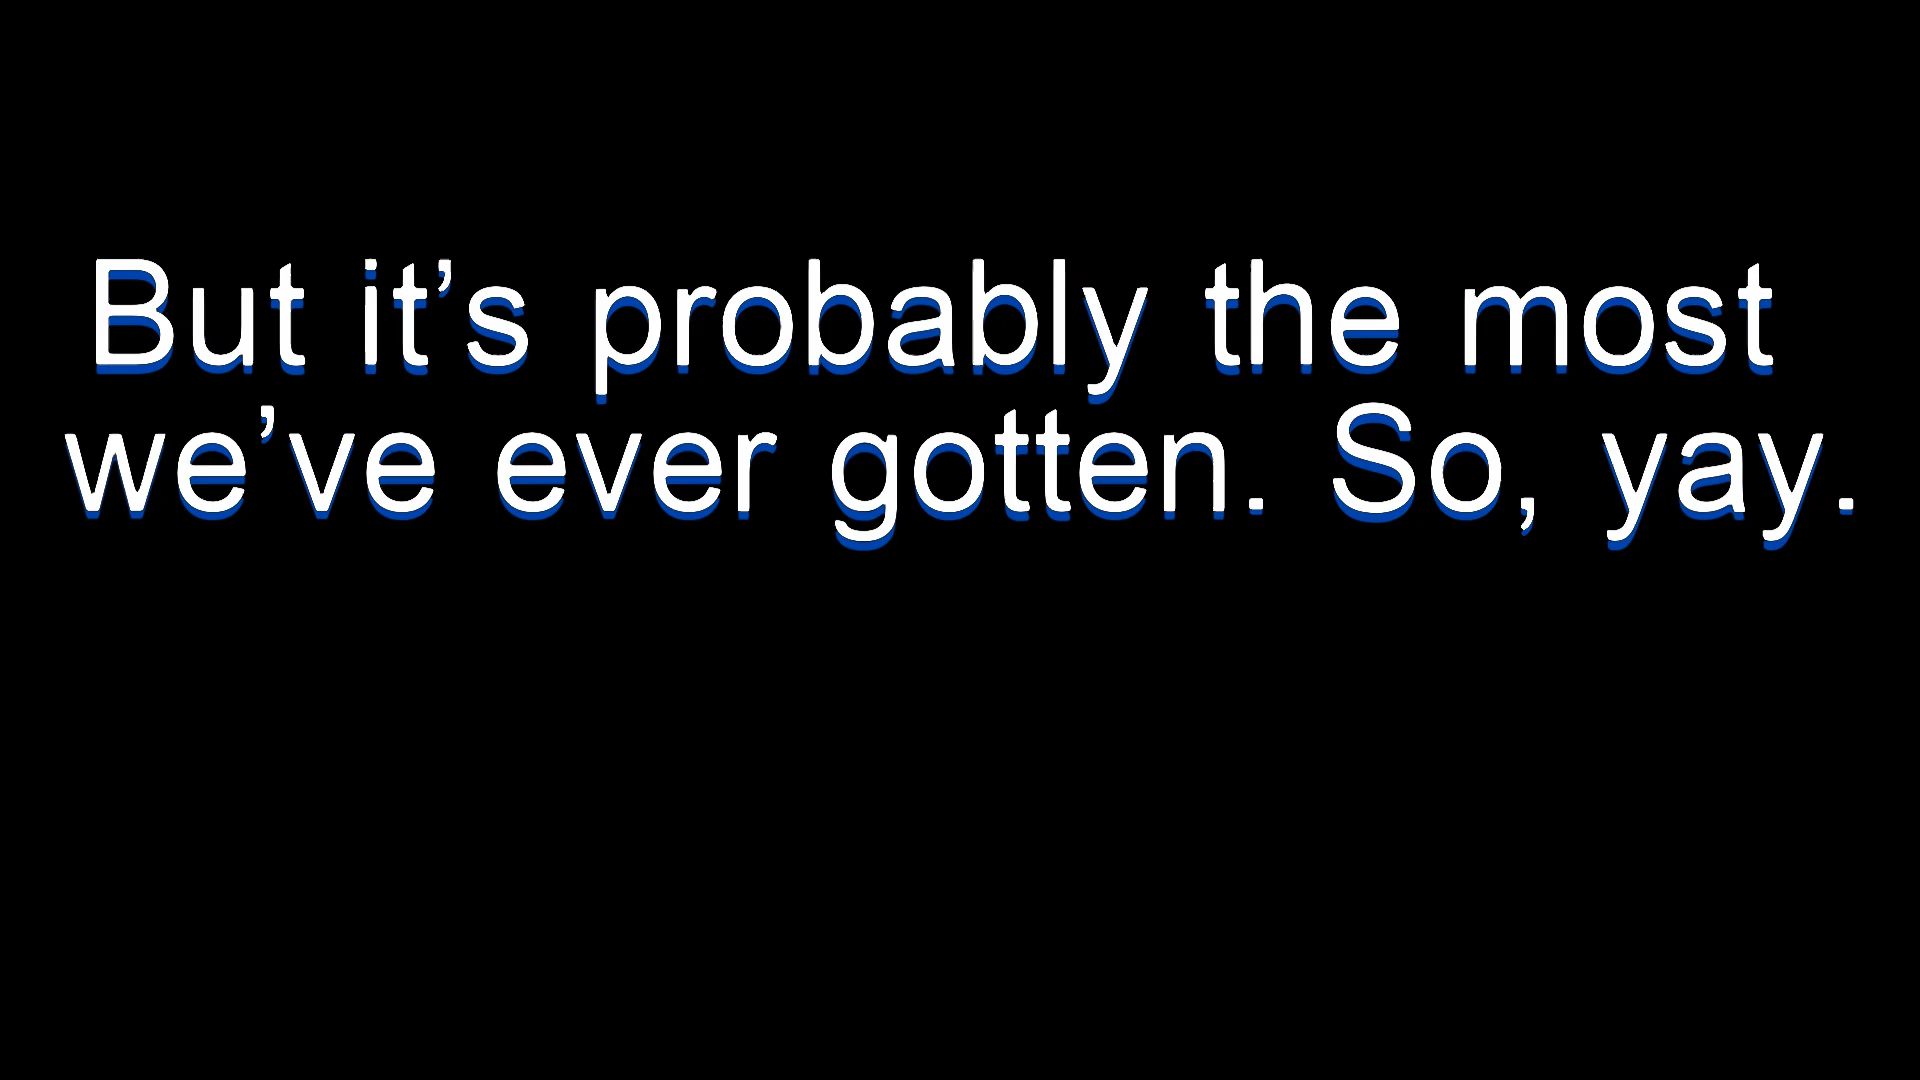 But it’s probably the most
we’ve ever gotten. So, yay.